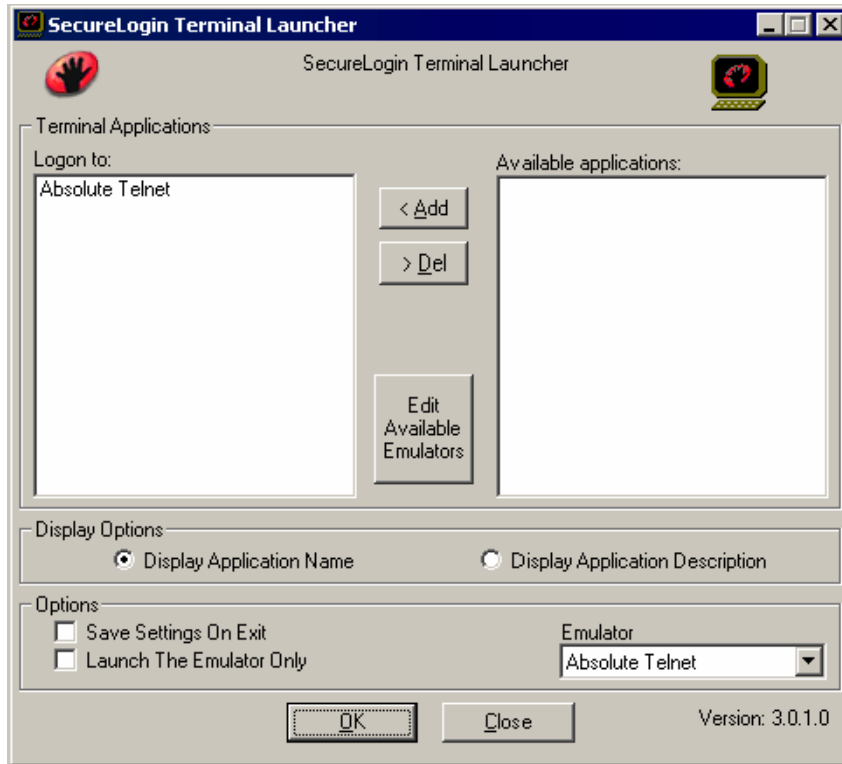 SecureLogin Terminal Launcher
SecureLogin Terminal Launcher
Terminal Applications
Logon to:
Available applications:
Absolute Telnet
< Add
> Del
Edit
Available
Emulators
Display Options
Display Application Name
Display Application Description
Options
Save Settings On Exit
Emulator
Launch The Emulator Only
Absolute Telnet
OK
Close
Version: 3.0.1.0